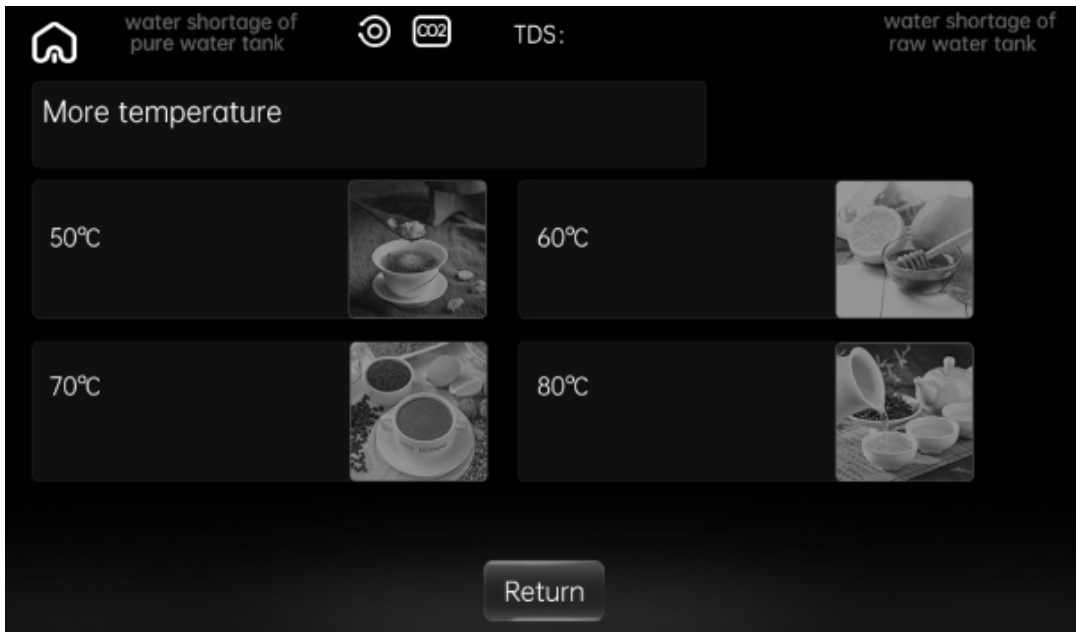 water shortage of
pure water tank
CO2
TDS:
water shortage of
raw water tank
More temperature
50℃
60℃
70℃
80℃
Return